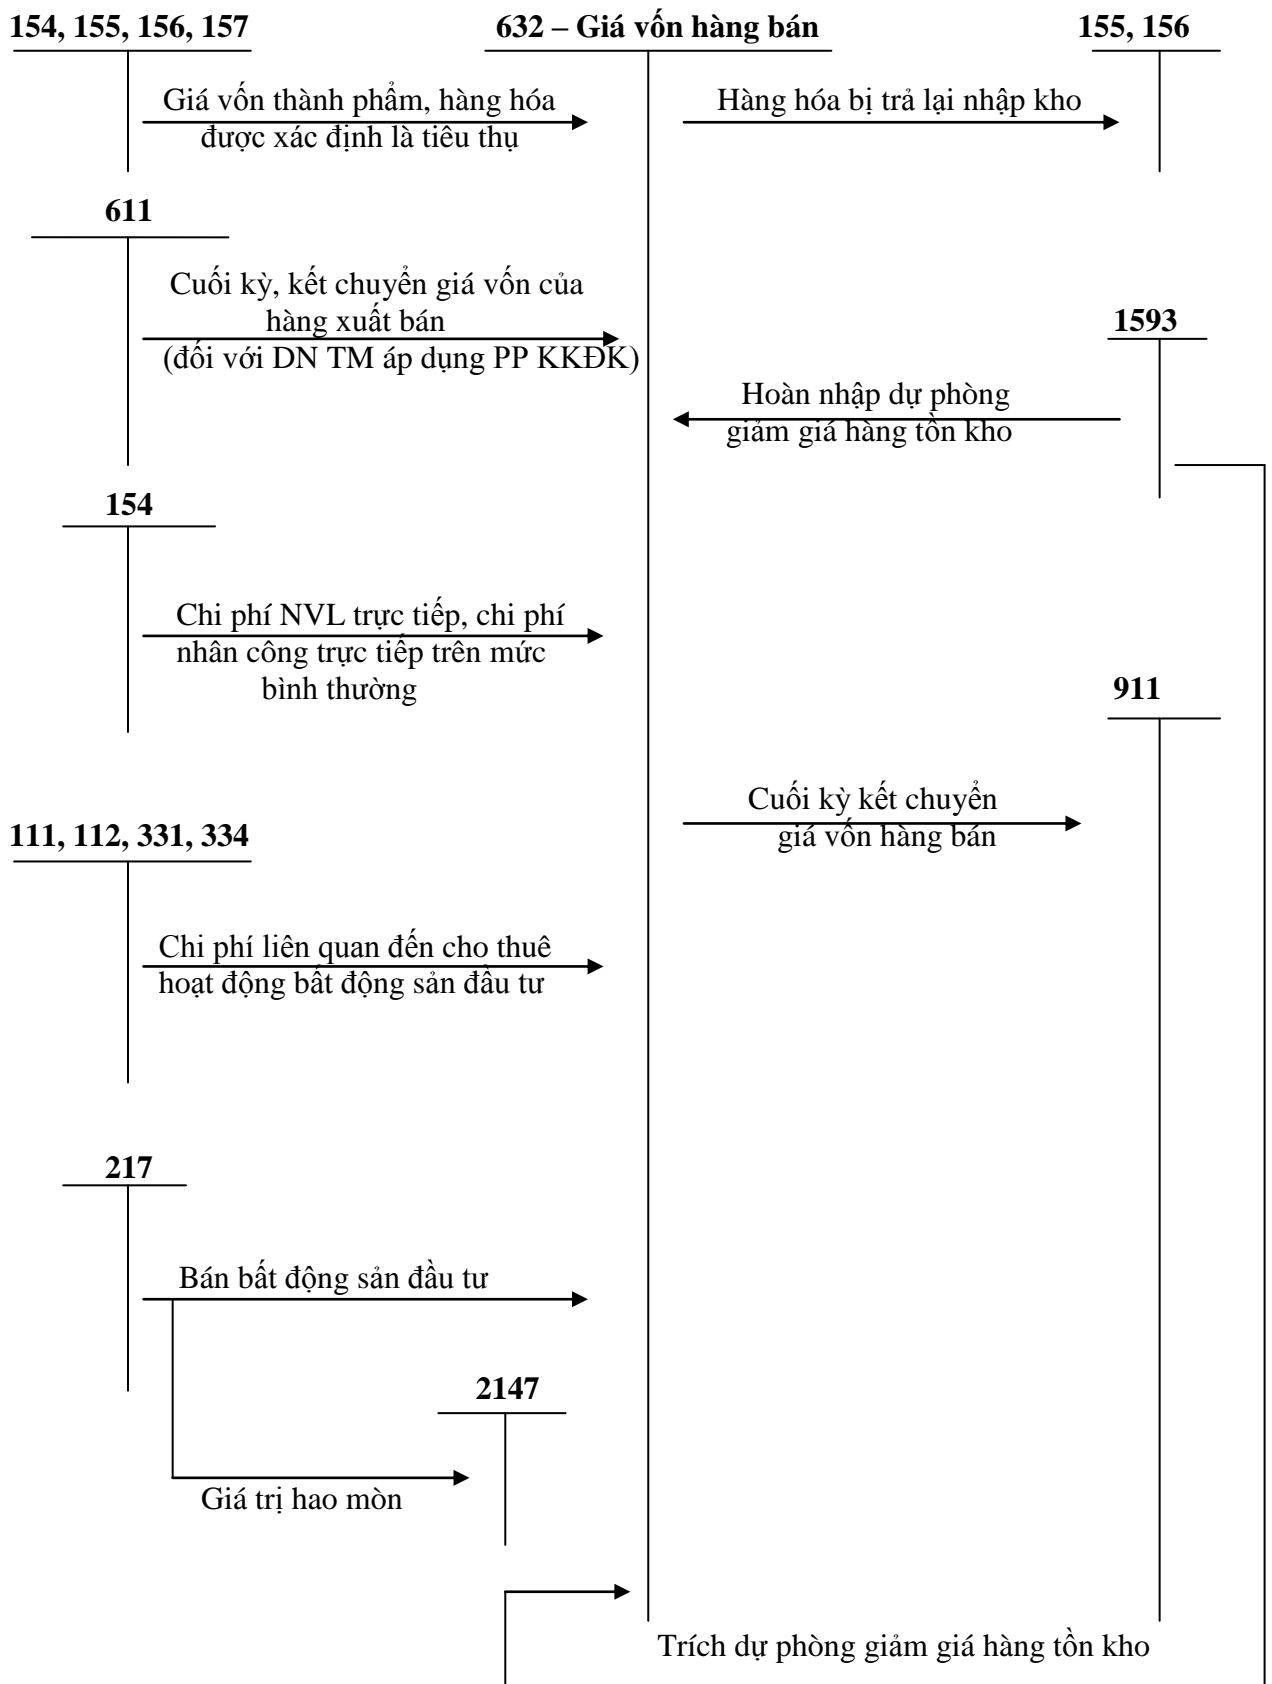 154, 155, 156, 157
632 – Giá vốn hàng bán
155, 156
Giá vốn thành phẩm, hàng hóa
được xác định là tiêu thụ
Hàng hóa bị trả lại nhập kho
611
Cuối kỳ, kết chuyển giá vốn của
hàng xuất bán
(đối với DN TM áp dụng PP KKĐK)
1593
Hoàn nhập dự phòng
giảm giá hàng tồn kho
154
Chi phí NVL trực tiếp, chi phí
nhân công trực tiếp trên mức
bình thường
911
Cuối kỳ kết chuyển
giá vốn hàng bán
111, 112, 331, 334
Chi phí liên quan đến cho thuê
hoạt động bất động sản đầu tư
217
Bán bất động sản đầu tư
2147
Giá trị hao mòn
Trích dự phòng giảm giá hàng tồn kho